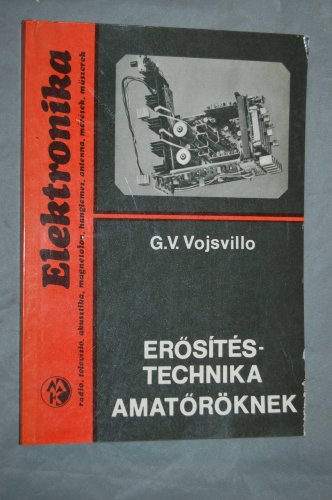 Elektronika
rádió, televízió, akusztika, magnetofon, hanglemez, antenna, mérések, műszerek
G.V. Vojsvillo
ERŐSÍTÉS-
TECHNIKA
AMATŐRÖKNEK